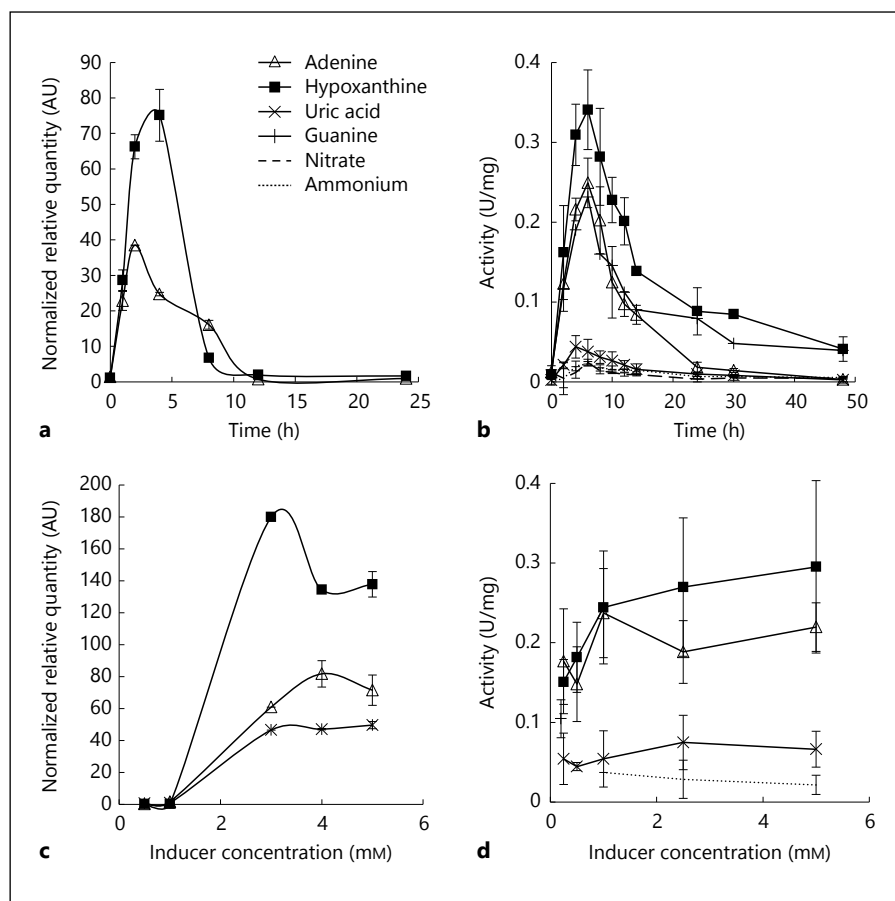 90
80
70
60
50
40
30
20
10
0
0
5
10
15
20
25
Normalized relative quantity (AU)
Time (h)
a
Adenine
Hypoxanthine
Uric acid
Guanine
Nitrate
Ammonium
0.4
0.3
0.2
0.1
0
0
10
20
30
40
50
Activity (U/mg)
Time (h)
b
200
180
160
140
120
100
80
60
40
20
0
0
2
4
6
Normalized relative quantity (AU)
Inducer concentration (mM)
c
0.4
0.3
0.2
0.1
0
0
2
4
6
Activity (U/mg)
Inducer concentration (mM)
d